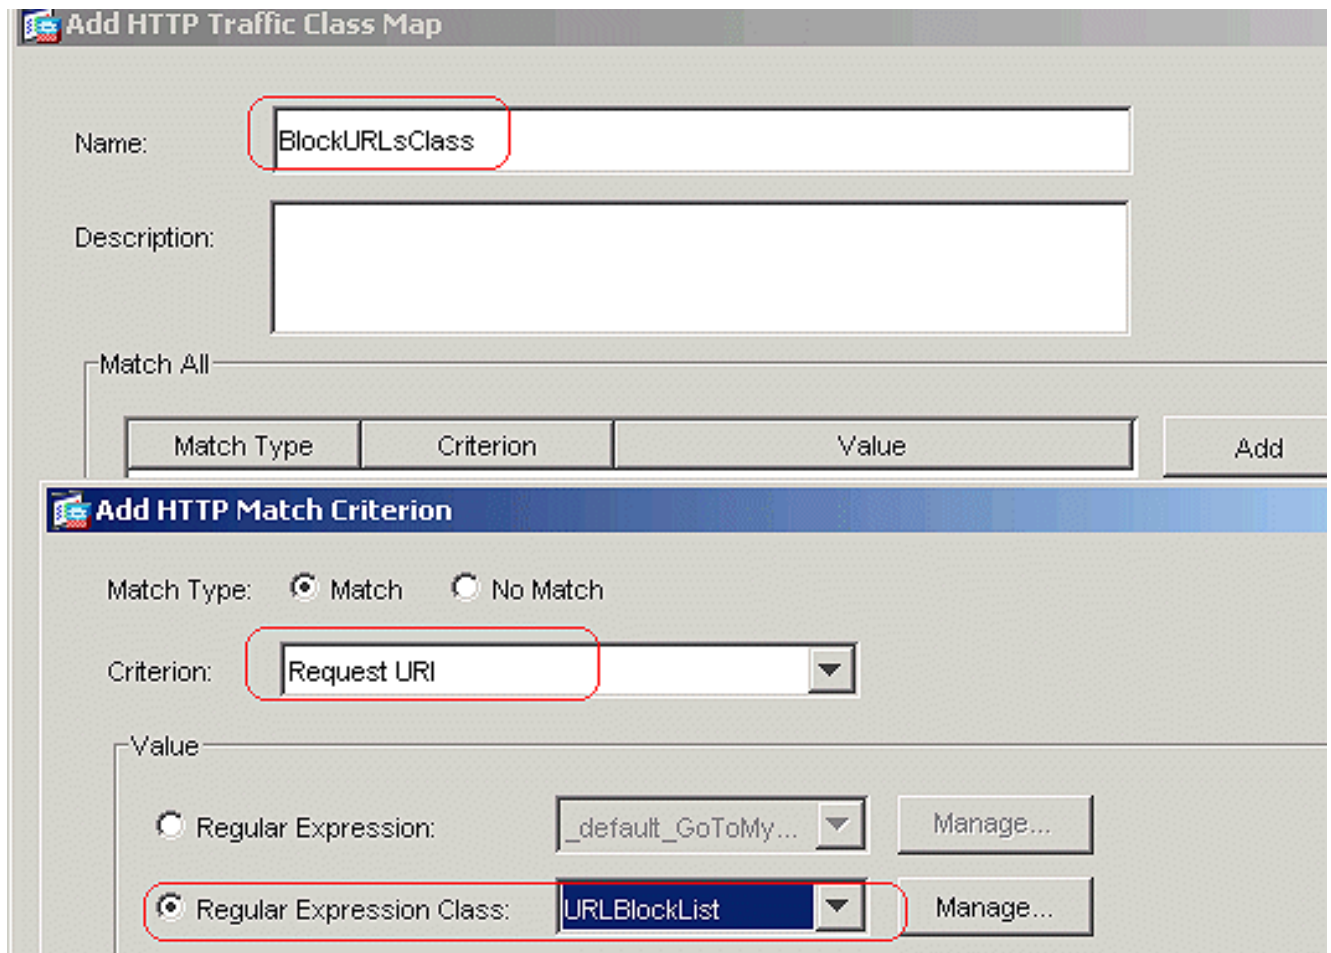 Add HTTP Traffic Class Map
Name: BlockURLsClass
Description:
Match All
Match Type Criterion Value Add
Add HTTP Match Criterion
Match Type: Match No Match
Criterion: Request URI
Value
Regular Expression: _default_GoToMy... Manage...
Regular Expression Class: URLBlockList Manage...